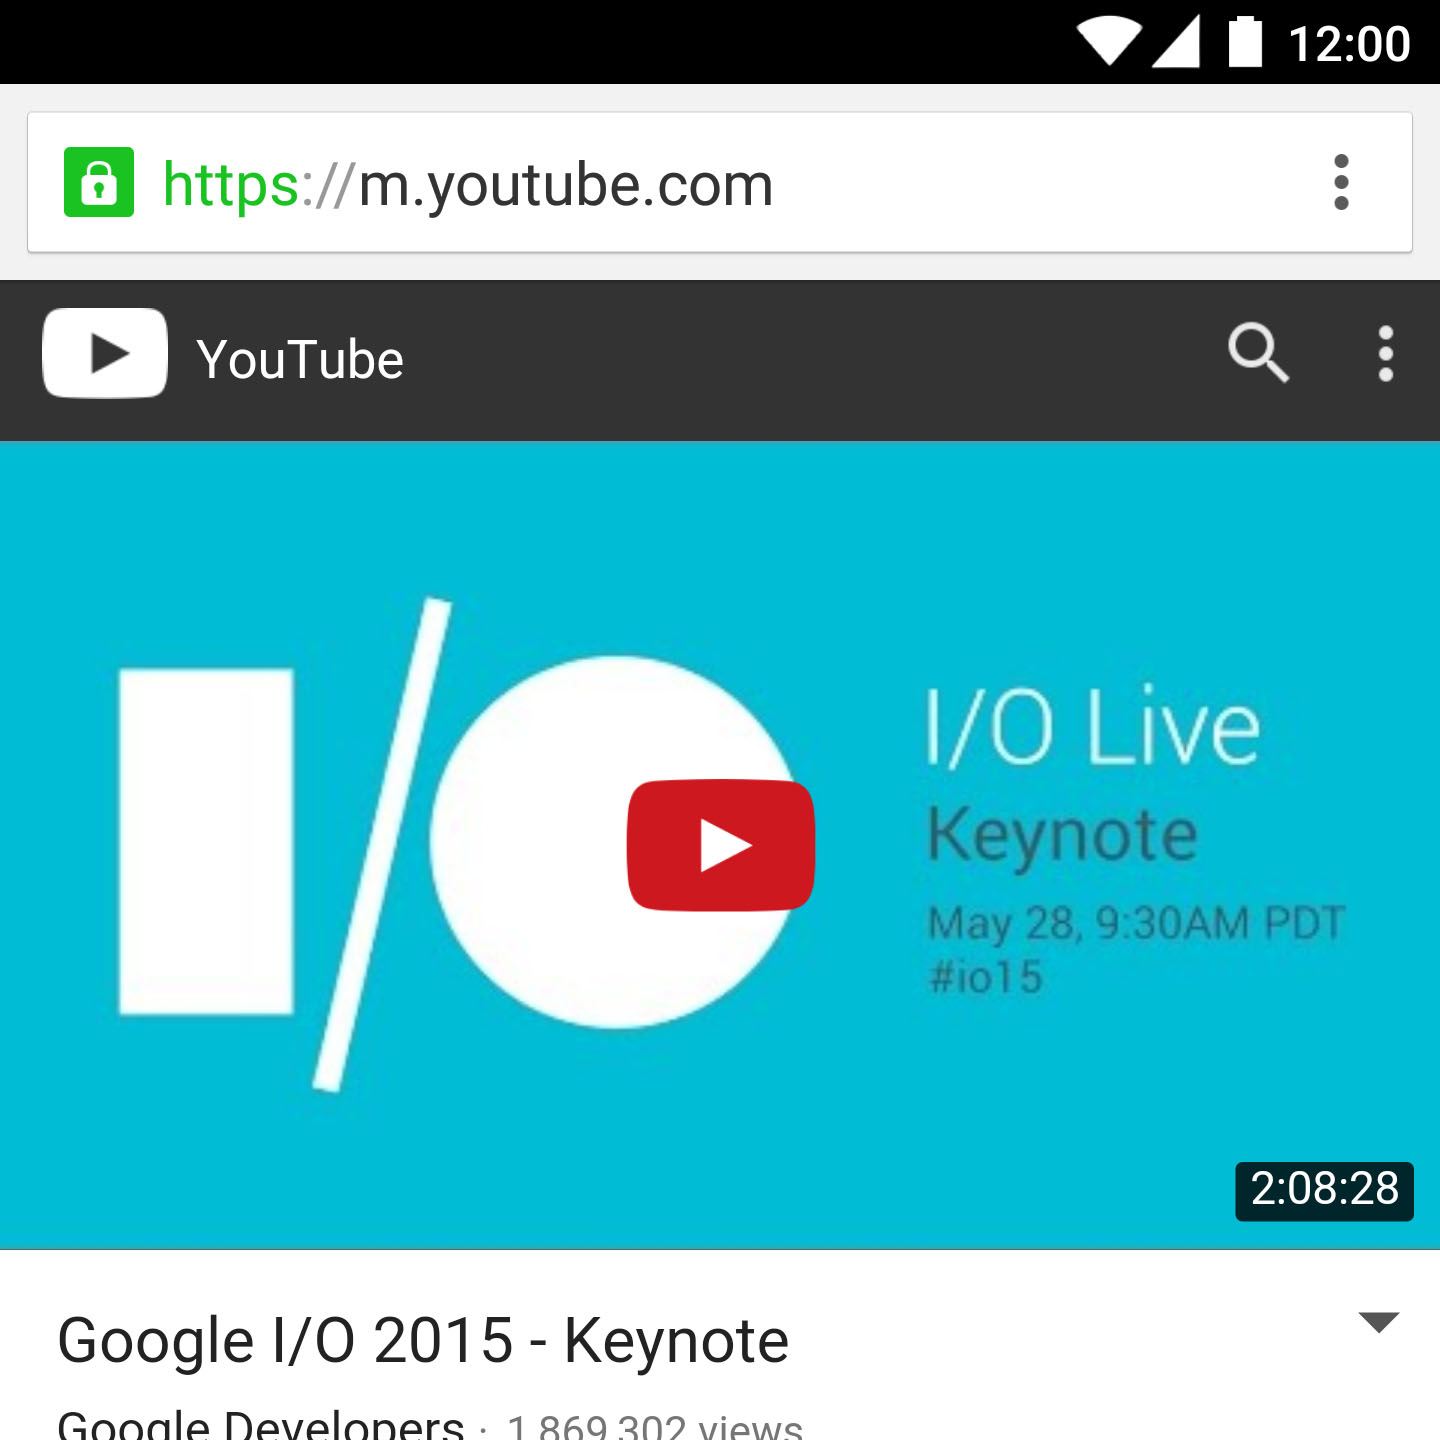 12:00
https://m.youtube.com
YouTube
I/O
I/O Live
Keynote
May 28, 9:30AM PDT
#io15
2:08:28
Google I/O 2015 - Keynote
Google Developers · 1 869 302 views